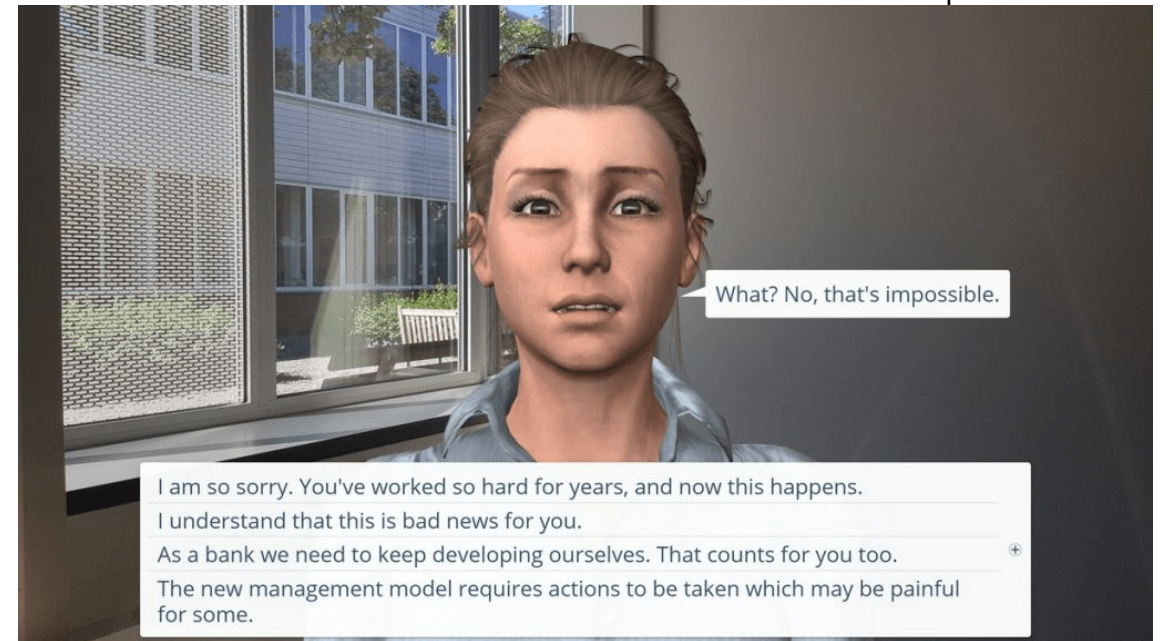 What? No, that's impossible.
I am so sorry. You've worked so hard for years, and now this happens.
I understand that this is bad news for you.
As a bank we need to keep developing ourselves. That counts for you too.
The new management model requires actions to be taken which may be painful
for some.